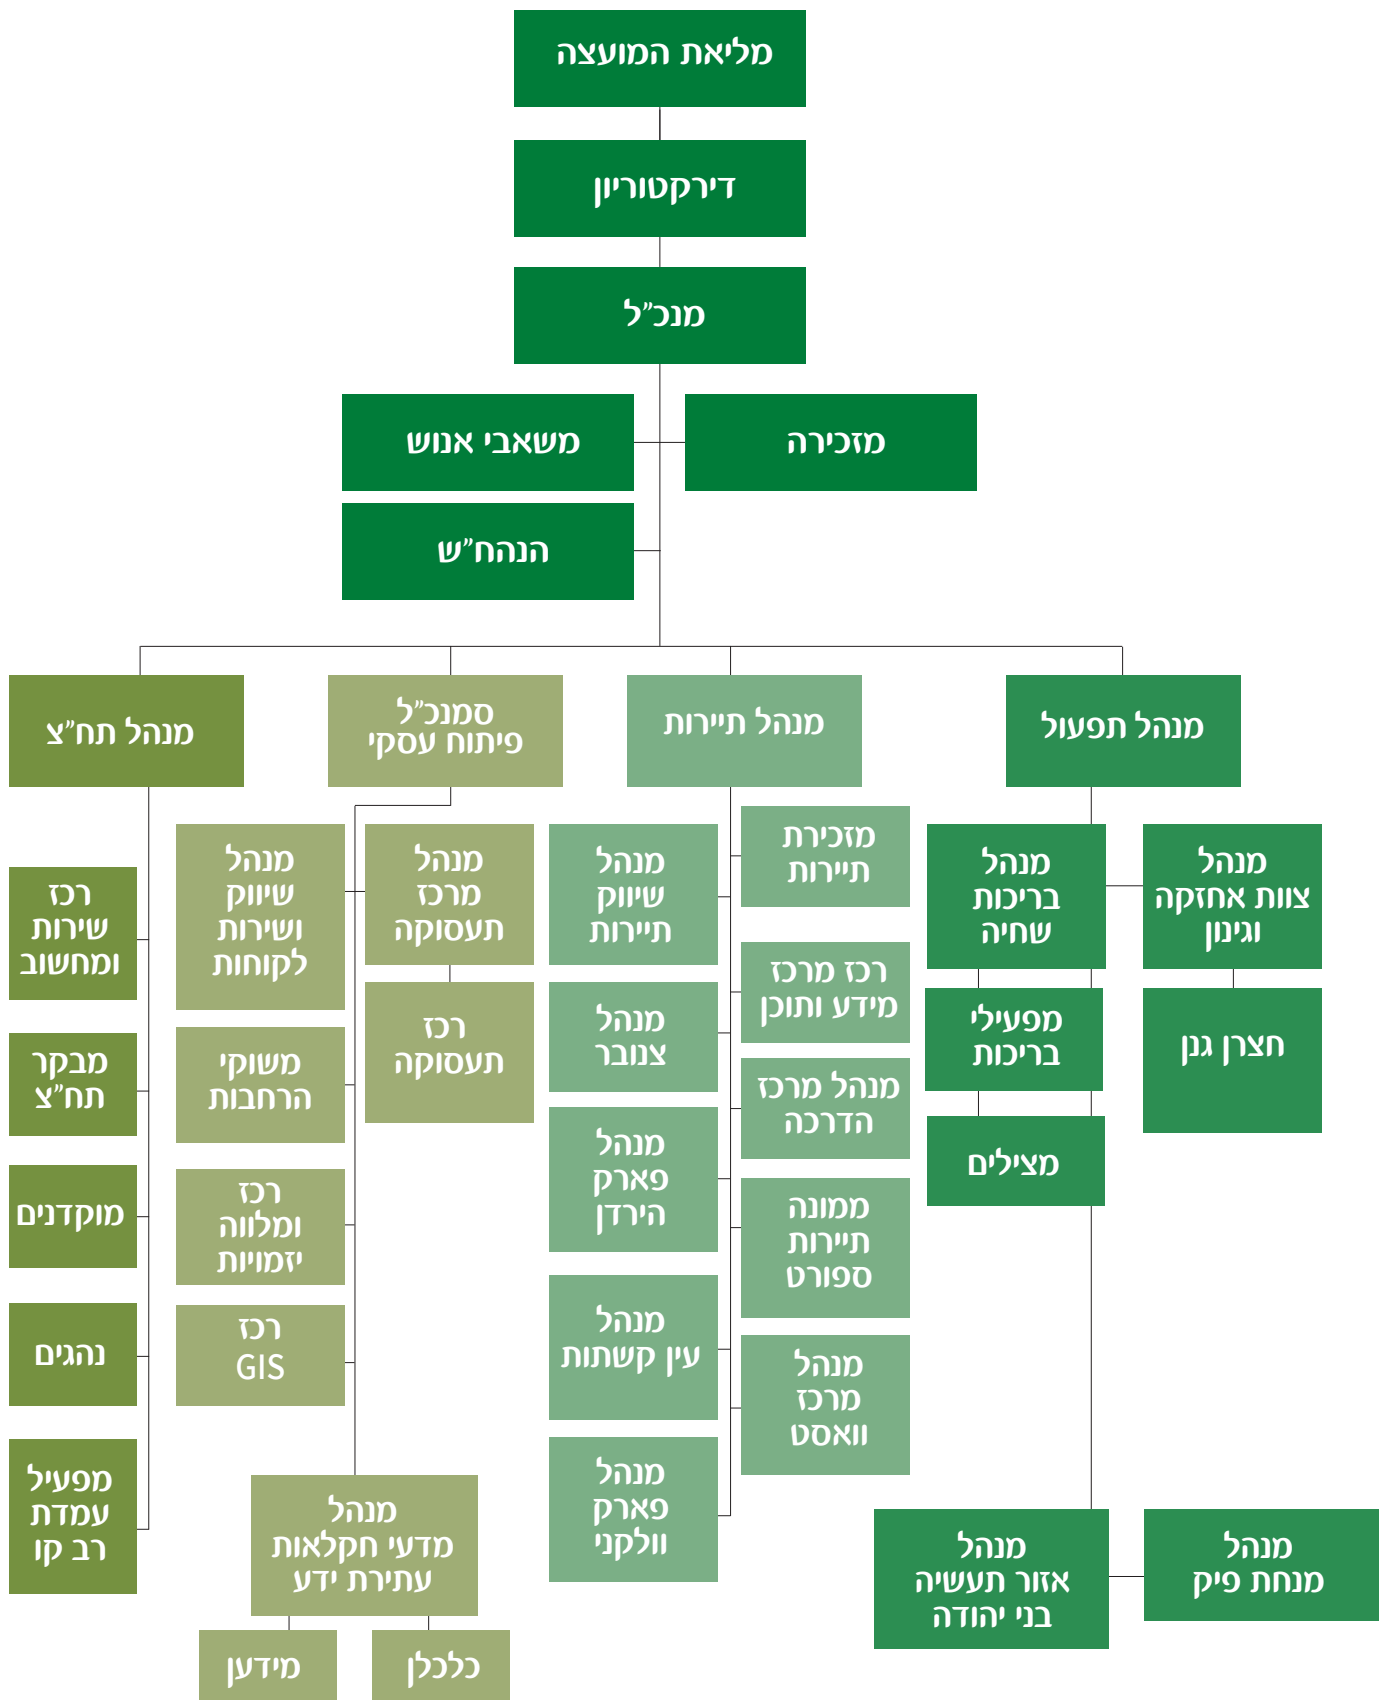 מליאת המועצה
דירקטוריון
מנכ"ל
מזכירה
משאבי אנוש
הנהח"ש
מנהל תפעול
מנהל
צוות אחזקה
וגינון
חצרן גנן
מנהל
בריכות
שחיה
מפעילי
בריכות
מצילים
מנהל
מנחת פיק
מנהל
אזור תעשיה
בני יהודה
מנהל תיירות
מזכירת
תיירות
רכז מרכז
מידע ותוכן
מנהל מרכז
הדרכה
ממונה
תיירות
ספורט
מנהל
מרכז
וואסט
מנהל
שיווק
תיירות
מנהל
צנובר
מנהל
פארק
הירדן
מנהל
עין קשתות
מנהל
פארק
וולקני
סמנכ"ל
פיתוח עסקי
מנהל
מרכז
תעסוקה
רכז
תעסוקה
מנהל
שיווק
ושירות
לקוחות
משוקי
הרחבות
רכז
ומלווה
יזמויות
רכז
GIS
מנהל
מדעי חקלאות
עתירת ידע
כלכלן
מידען
מנהל תח"צ
רכז
שירות
ומחשוב
מבקר
תח"צ
מוקדנים
נהגים
מפעיל
עמדת
רב קו